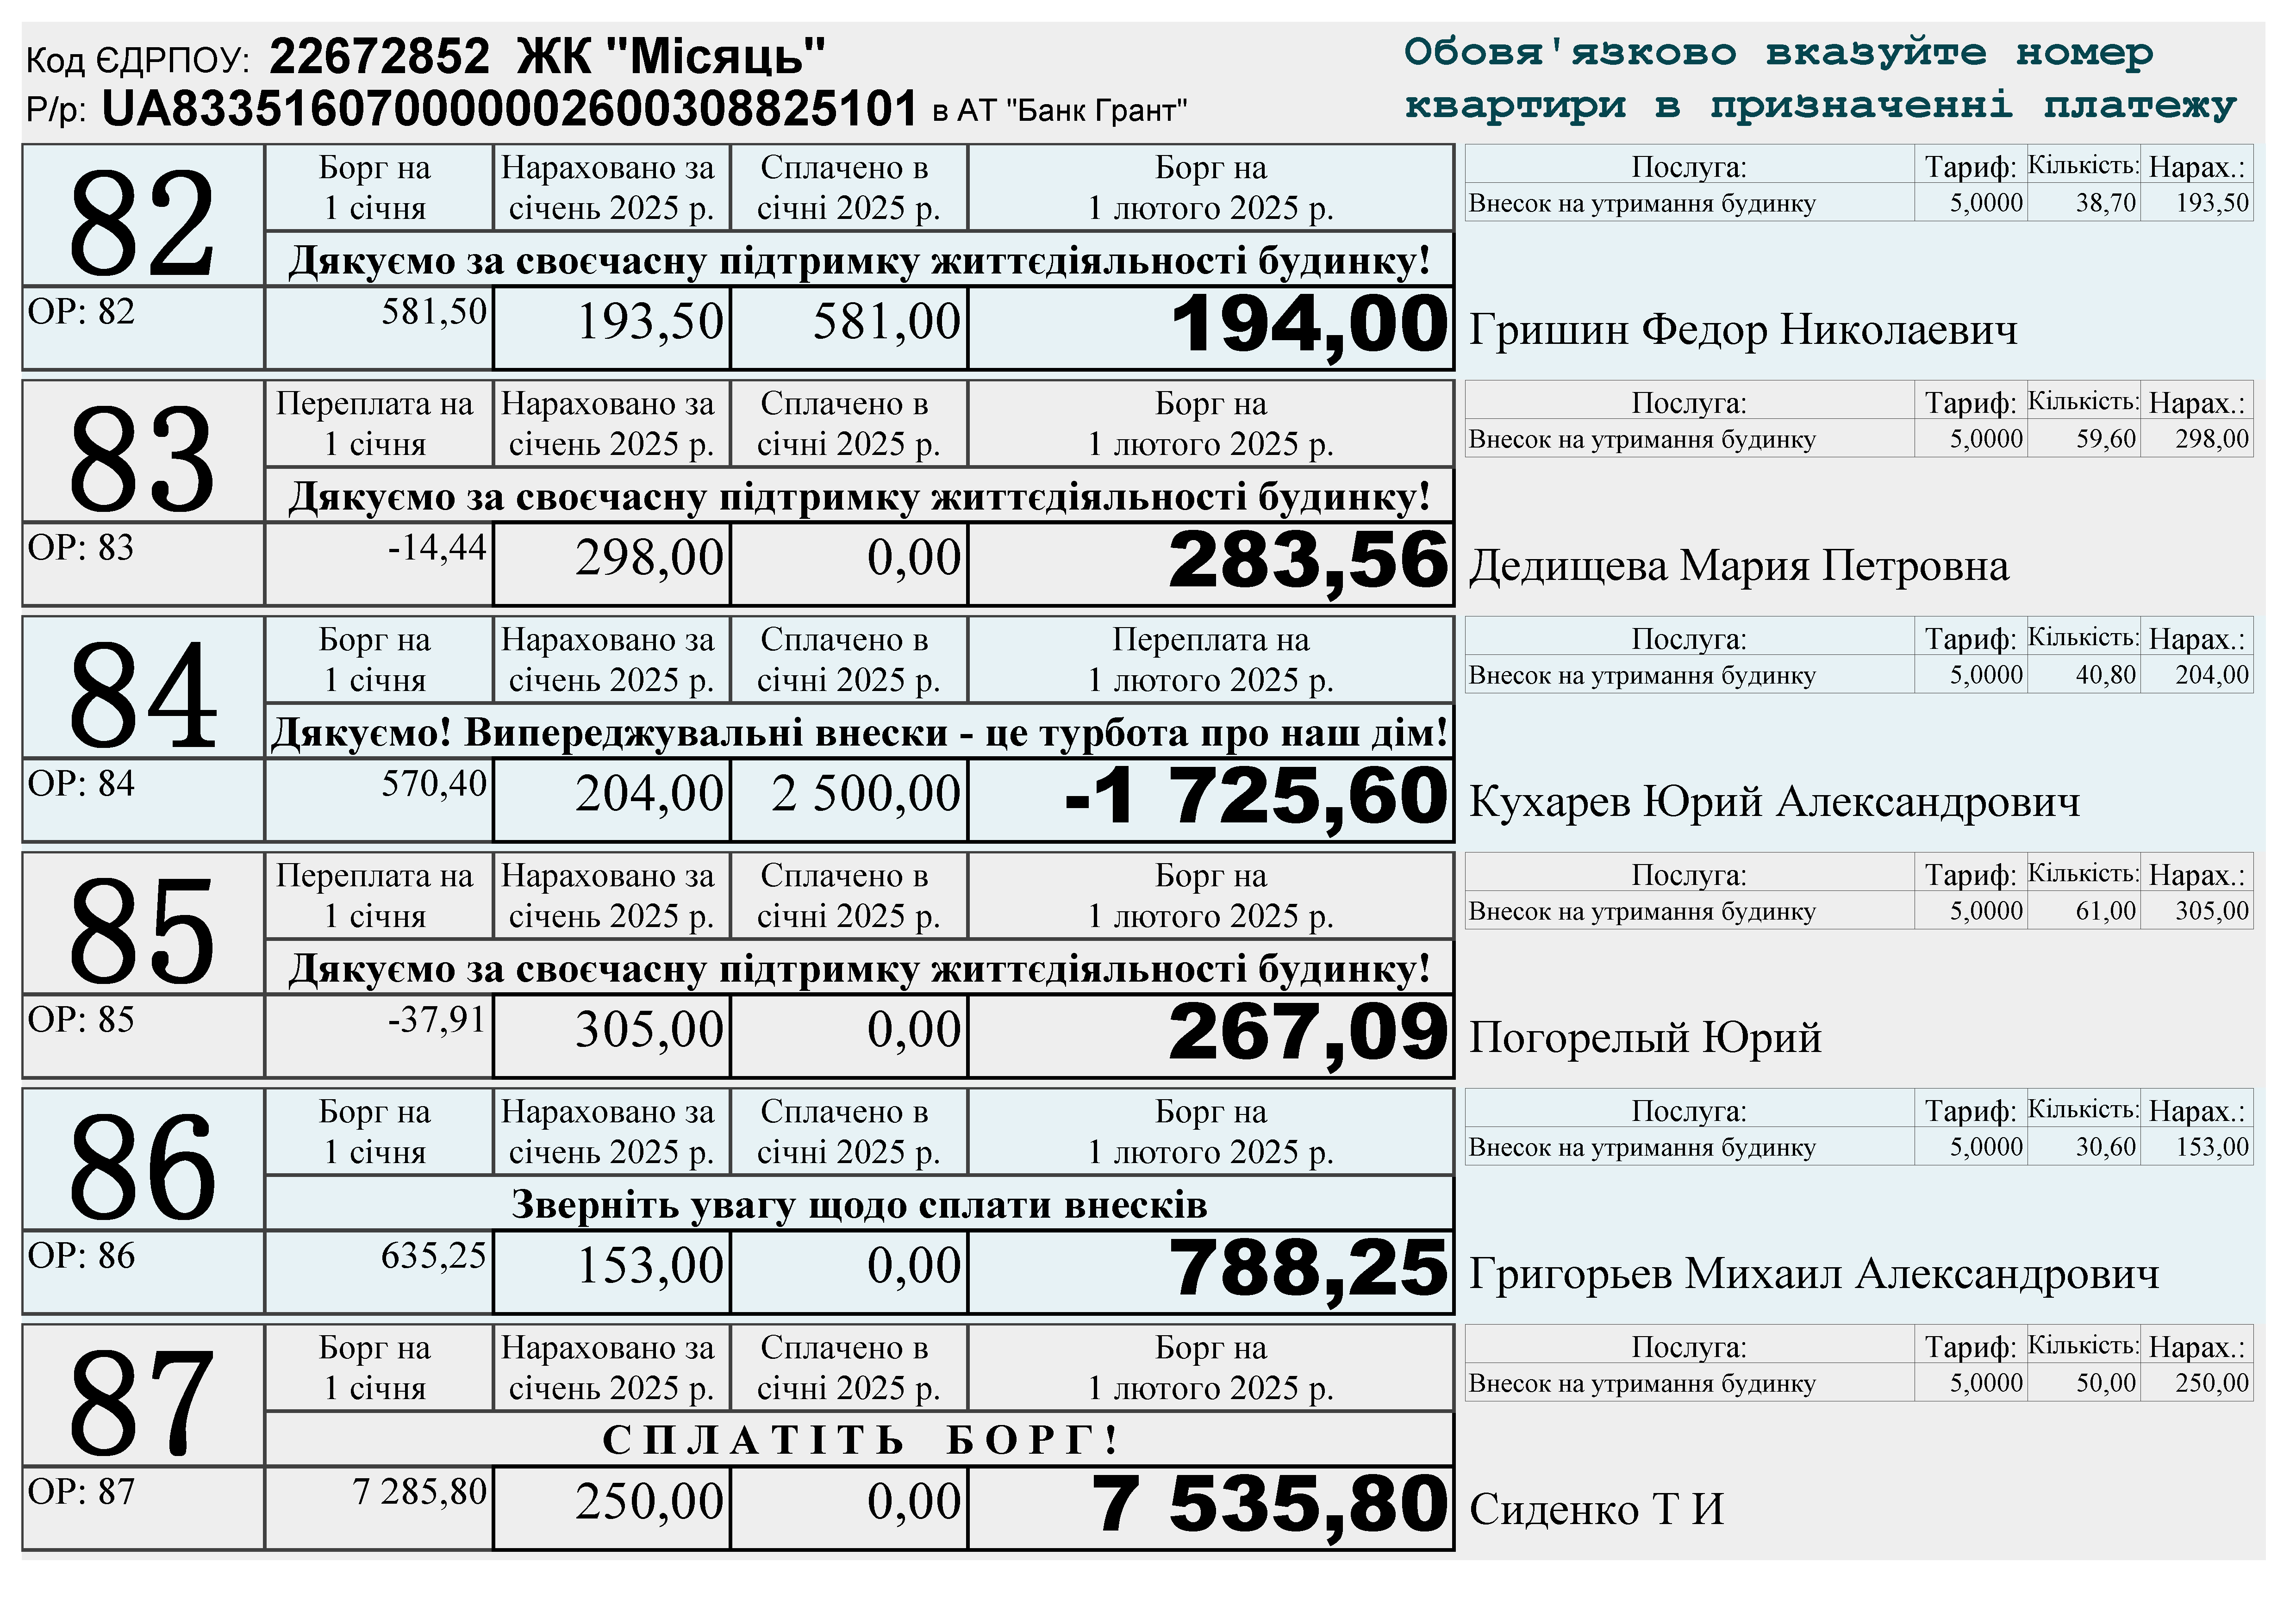 Код ЄДРПОУ: 22672852 ЖК "Місяць"
Р/р: UA833516070000002600308825101 в АТ "Банк Грант"
Обовя'язково вказуйте номер
квартири в призначенні платежу
82
Борг на
1 січня
Нараховано за
січень 2025 р.
Сплачено в
січні 2025 р.
Борг на
1 лютого 2025 р.
Дякуємо за своєчасну підтримку життєдіяльності будинку!
ОР: 82 581,50 193,50 581,00 194,00
Послуга: Тариф: Кількість: Нарах.:
Внесок на утримання будинку 5,0000 38,70 193,50
Гришин Федор Николаевич
83
Переплата на
1 січня
Нараховано за
січень 2025 р.
Сплачено в
січні 2025 р.
Борг на
1 лютого 2025 р.
Дякуємо за своєчасну підтримку життєдіяльності будинку!
ОР: 83 -14,44 298,00 0,00 283,56
Послуга: Тариф: Кількість: Нарах.:
Внесок на утримання будинку 5,0000 59,60 298,00
Дедищева Мария Петровна
84
Борг на
1 січня
Нараховано за
січень 2025 р.
Сплачено в
січні 2025 р.
Переплата на
1 лютого 2025 р.
Дякуємо! Випереджувальні внески - це турбота про наш дім!
ОР: 84 570,40 204,00 2 500,00 -1 725,60
Послуга: Тариф: Кількість: Нарах.:
Внесок на утримання будинку 5,0000 40,80 204,00
Кухарев Юрий Александрович
85
Переплата на
1 січня
Нараховано за
січень 2025 р.
Сплачено в
січні 2025 р.
Борг на
1 лютого 2025 р.
Дякуємо за своєчасну підтримку життєдіяльності будинку!
ОР: 85 -37,91 305,00 0,00 267,09
Послуга: Тариф: Кількість: Нарах.:
Внесок на утримання будинку 5,0000 61,00 305,00
Погорелый Юрий
86
Борг на
1 січня
Нараховано за
січень 2025 р.
Сплачено в
січні 2025 р.
Борг на
1 лютого 2025 р.
Зверніть увагу щодо сплати внесків
ОР: 86 635,25 153,00 0,00 788,25
Послуга: Тариф: Кількість: Нарах.:
Внесок на утримання будинку 5,0000 30,60 153,00
Григорьев Михаил Александрович
87
Борг на
1 січня
Нараховано за
січень 2025 р.
Сплачено в
січні 2025 р.
Борг на
1 лютого 2025 р.
С П Л А Т І Т Ь Б О Р Г !
ОР: 87 7 285,80 250,00 0,00 7 535,80
Послуга: Тариф: Кількість: Нарах.:
Внесок на утримання будинку 5,0000 50,00 250,00
Сиденко Т И